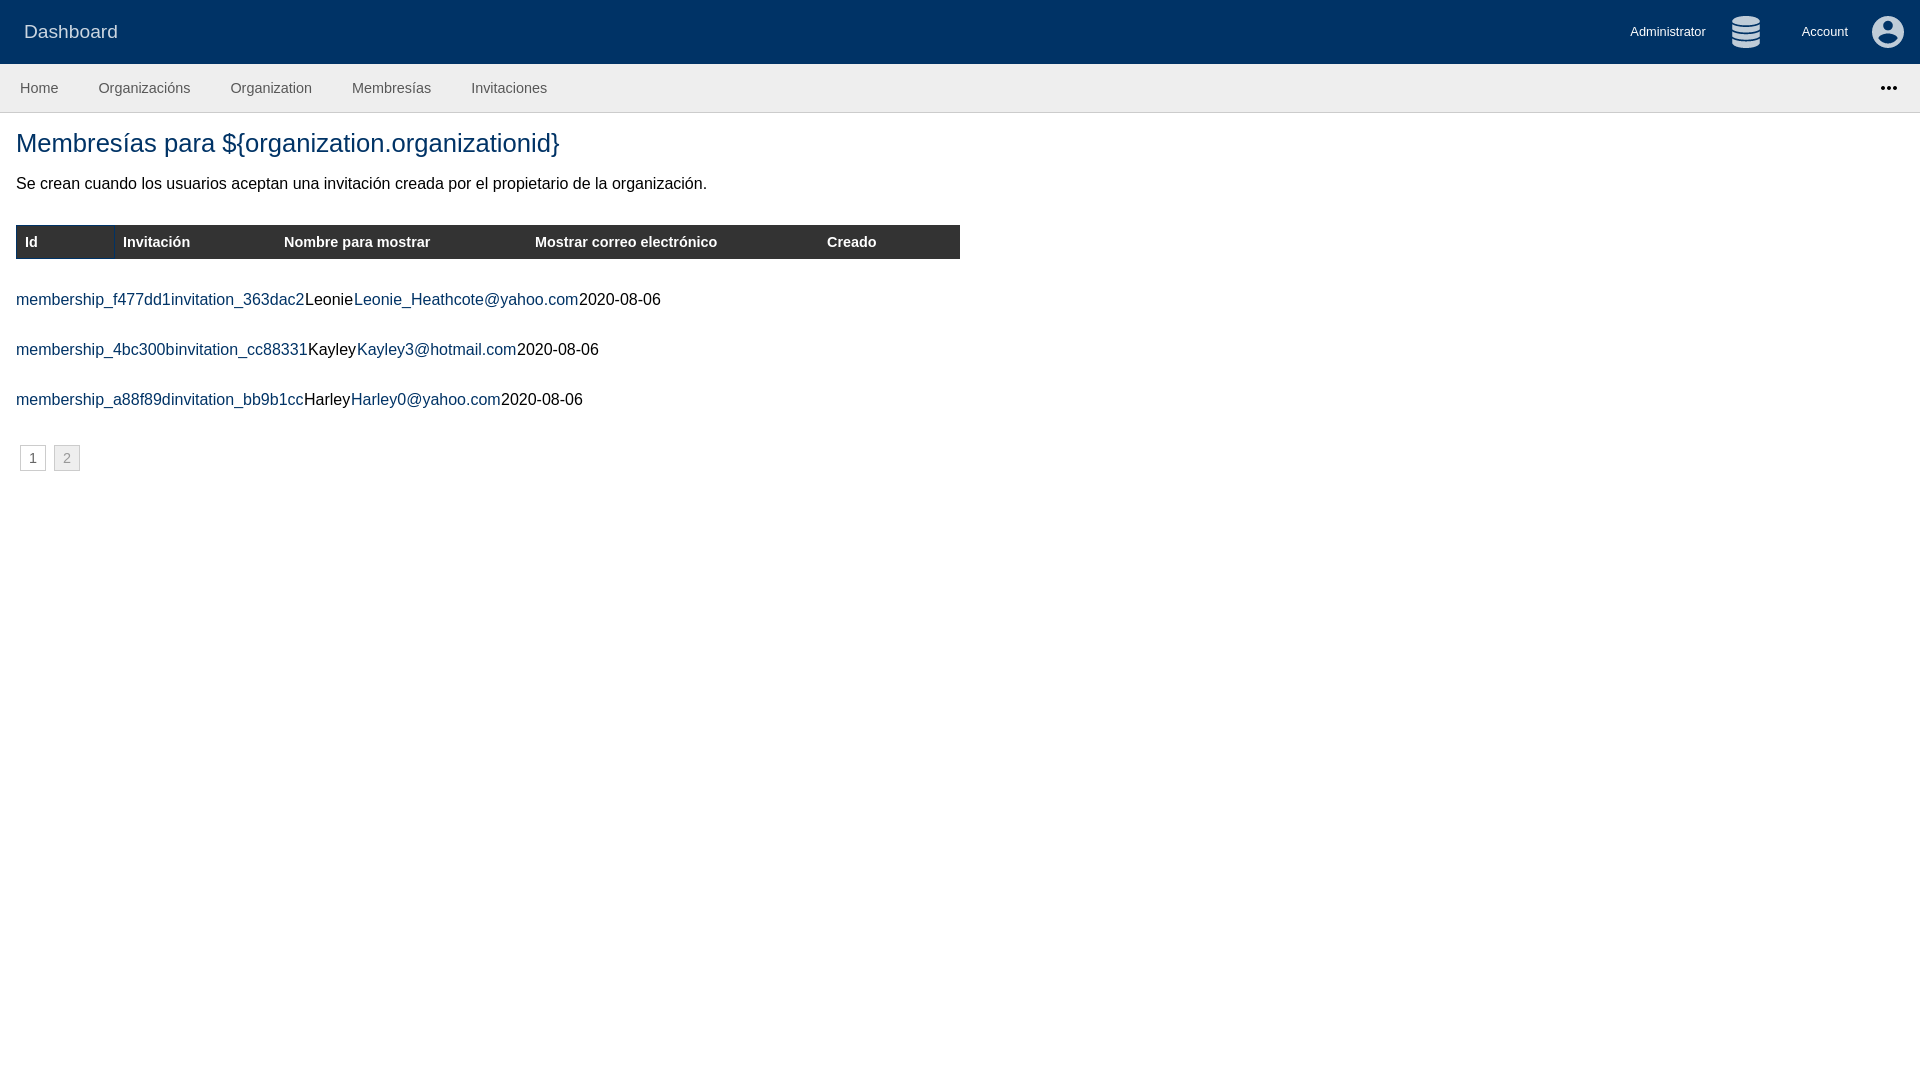 Dashboard Administrator Account
Home Organizacións Organization Membresías Invitaciones
Membresías para ${organization.organizationid}
Se crean cuando los usuarios aceptan una invitación creada por el propietario de la organización.
Id Invitación Nombre para mostrar Mostrar correo electrónico Creado
membership_f477dd1invitation_363dac2LeonieLeonie_Heathcote@yahoo.com2020-08-06
membership_4bc300binvitation_cc88331KayleyKayley3@hotmail.com2020-08-06
membership_a88f89dinvitation_bb9b1ccHarleyHarley0@yahoo.com2020-08-06
1 2